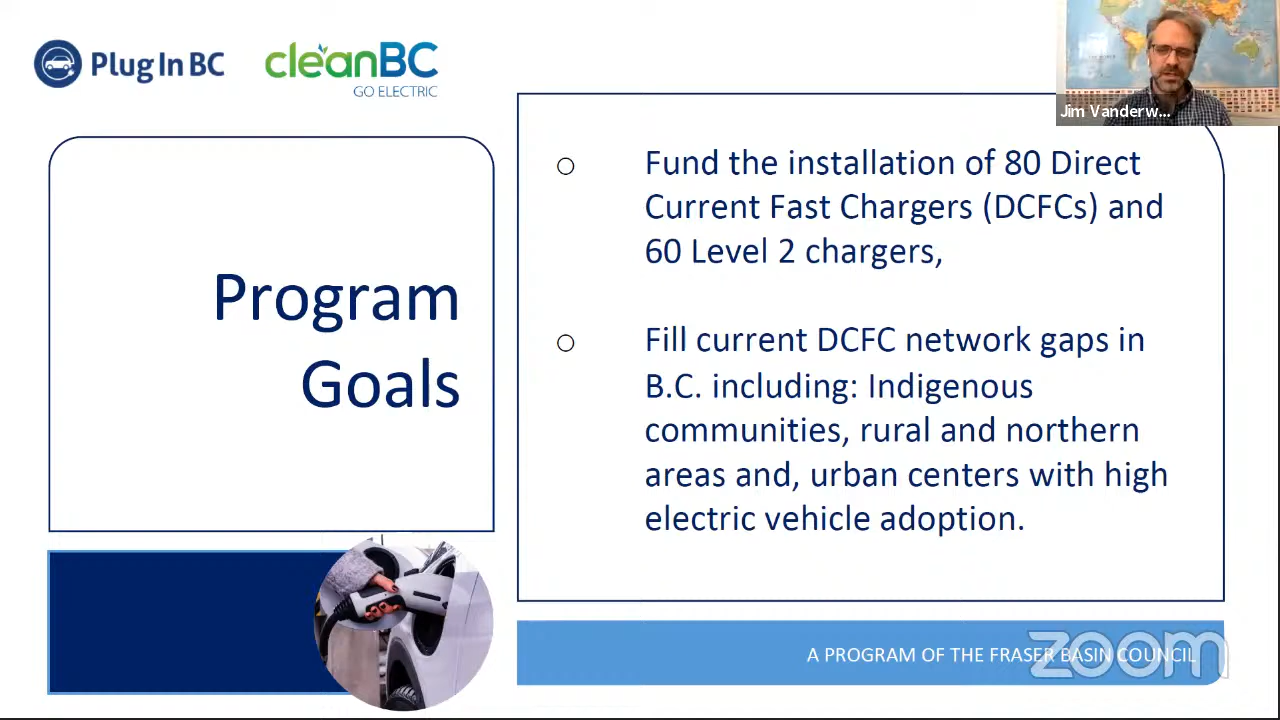 Plug In BC
cleanBC
GO ELECTRIC
Jim Vanderw...
Program
Goals
Fund the installation of 80 Direct
Current Fast Chargers (DCFCs) and
60 Level 2 chargers,
Fill current DCFC network gaps in
B.C. including: Indigenous
communities, rural and northern
areas and, urban centers with high
electric vehicle adoption.
A PROGRAM OF THE FRASER BASIN COUNCIL
zoom